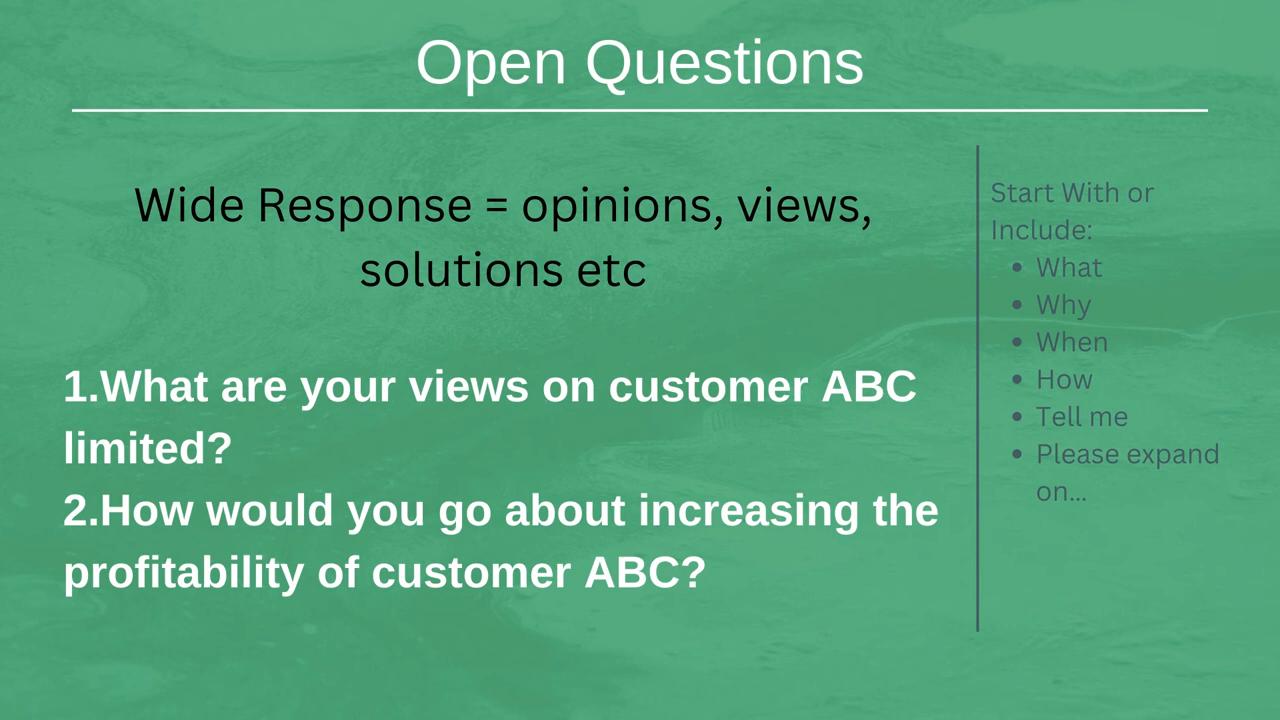 Open Questions
Wide Response = opinions, views,
solutions etc
1.What are your views on customer ABC
limited?
2.How would you go about increasing the
profitability of customer ABC?
Start With or
Include:
• What
• Why
• When
• How
• Tell me
• Please expand
on...